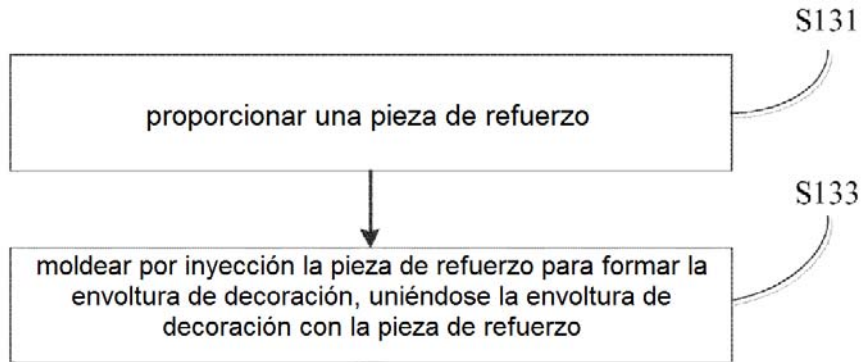 S131
proporcionar una pieza de refuerzo
S133
moldear por inyección la pieza de refuerzo para formar la
envoltura de decoración, uniéndose la envoltura de
decoración con la pieza de refuerzo